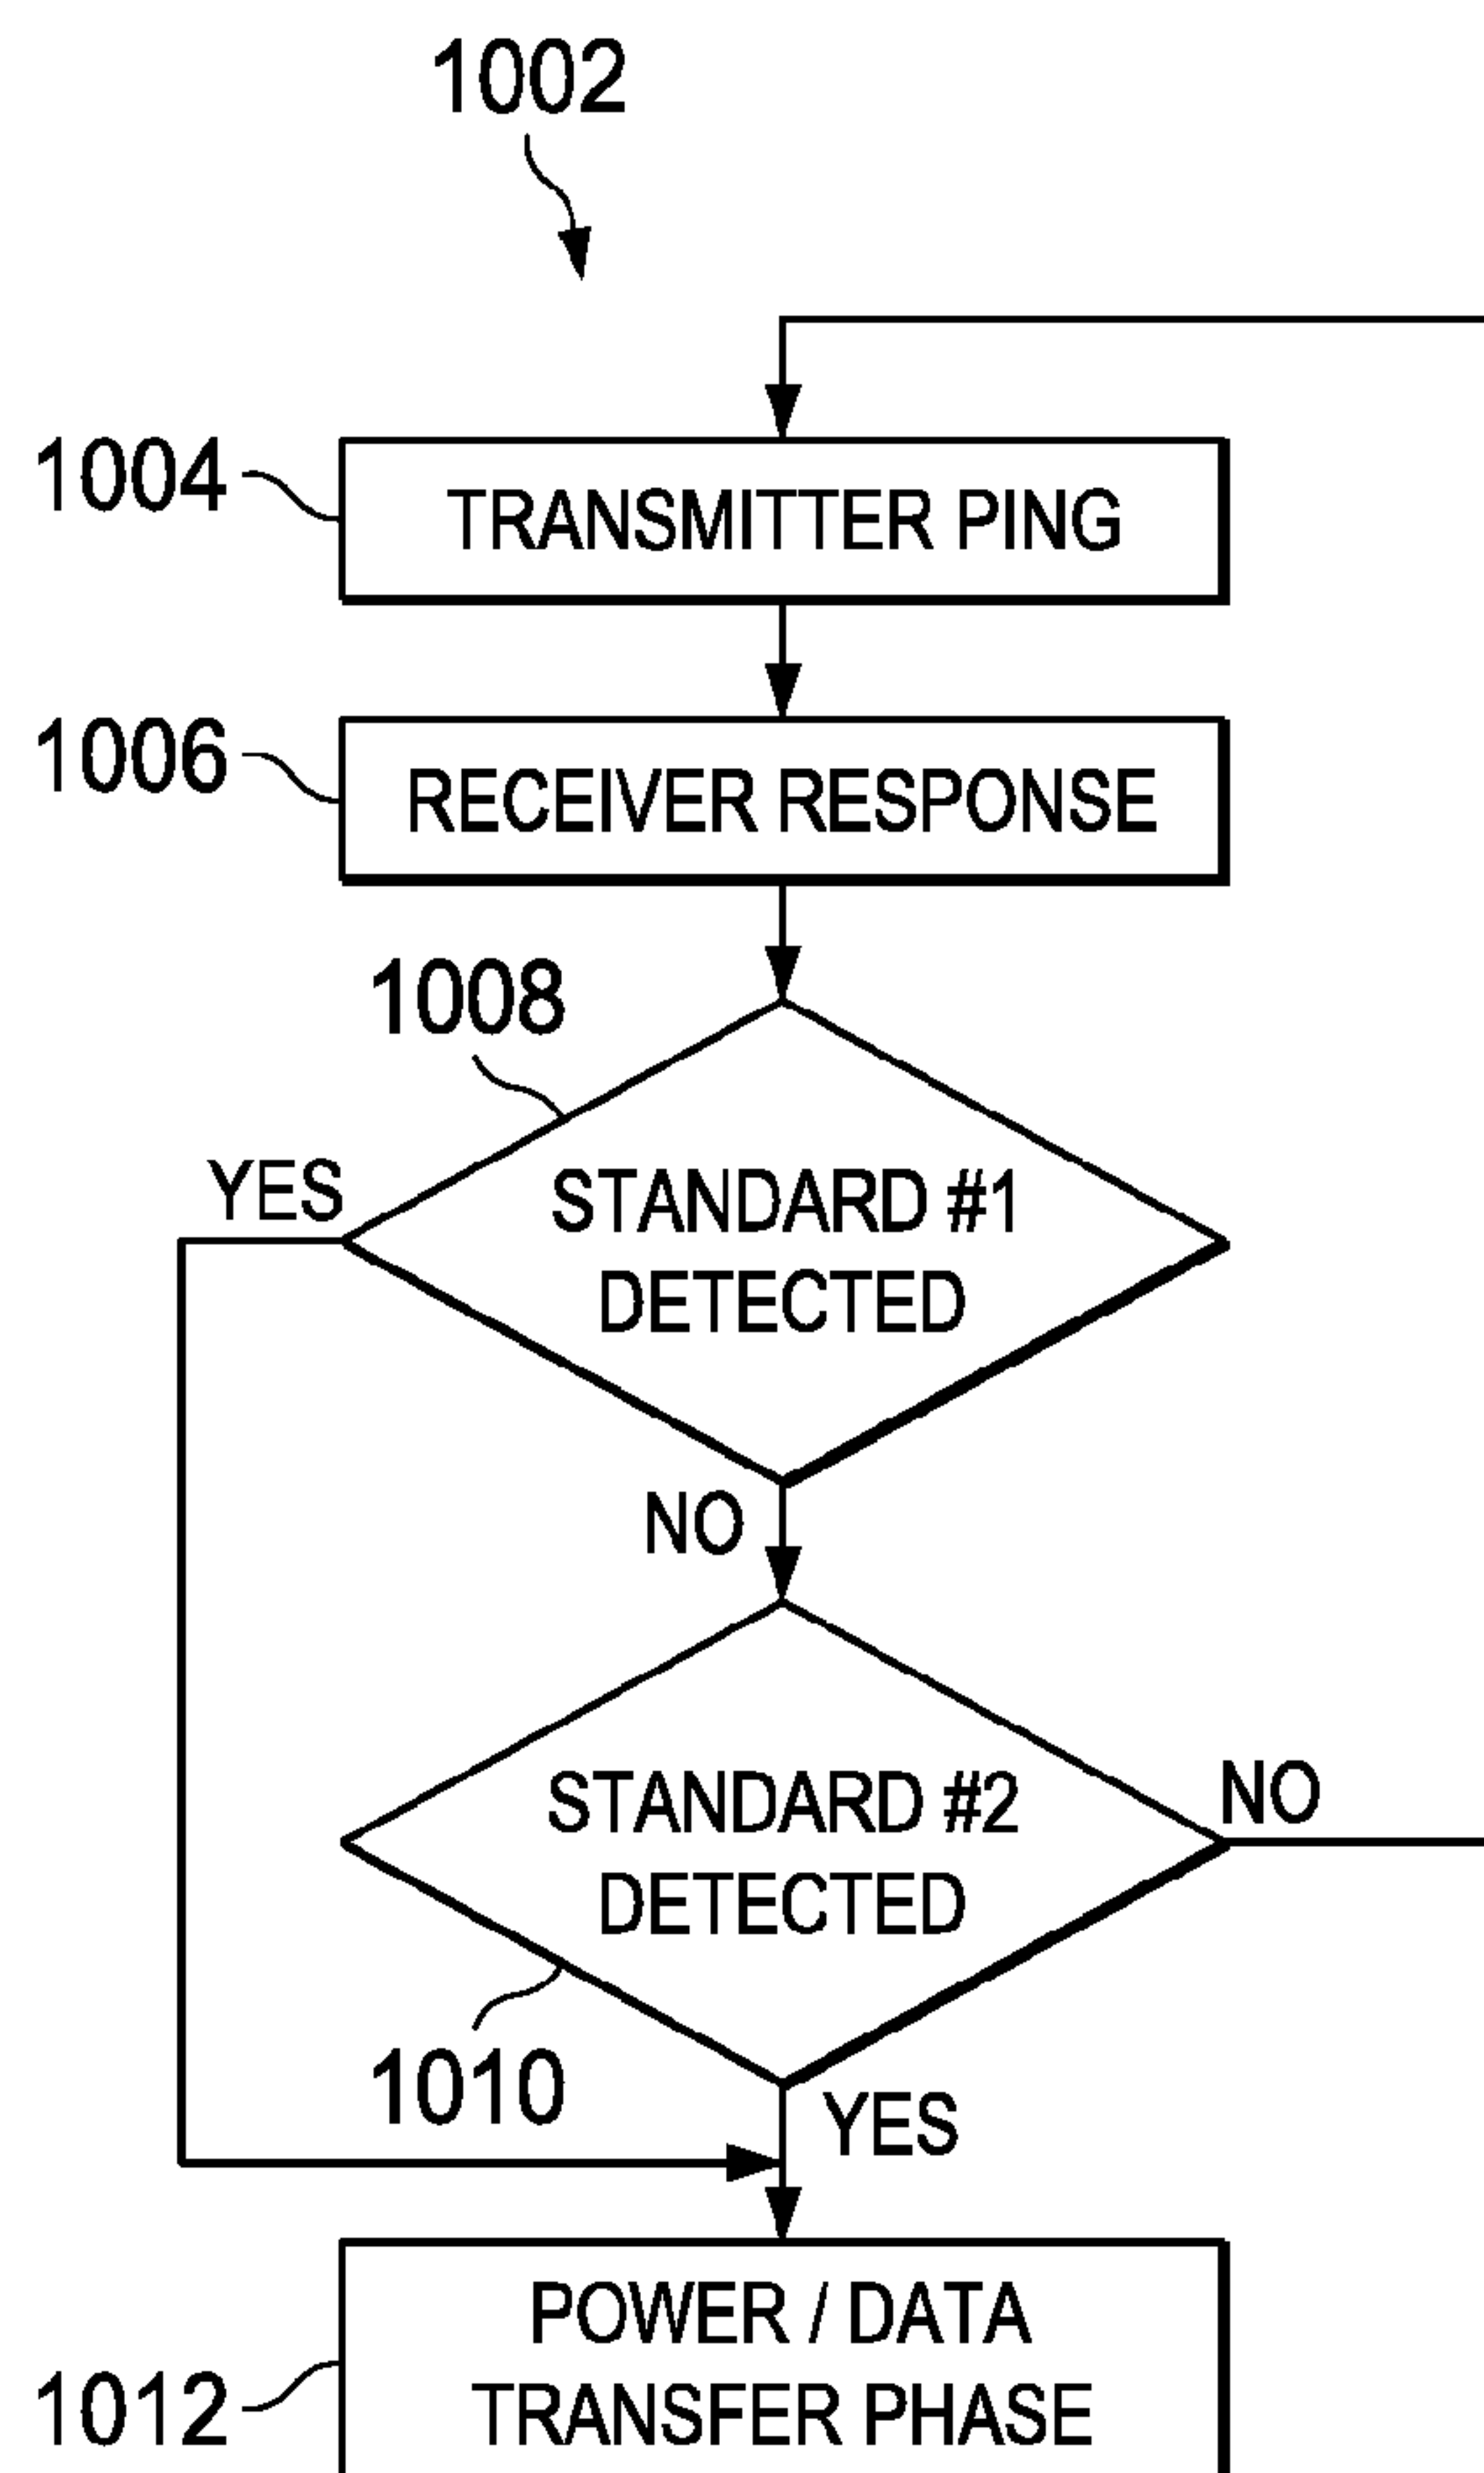 1002
1004
TRANSMITTER PING
1006
RECEIVER RESPONSE
1008
YES
STANDARD #1
DETECTED
NO
STANDARD #2
DETECTED
NO
1010
YES
POWER / DATA
TRANSFER PHASE
1012